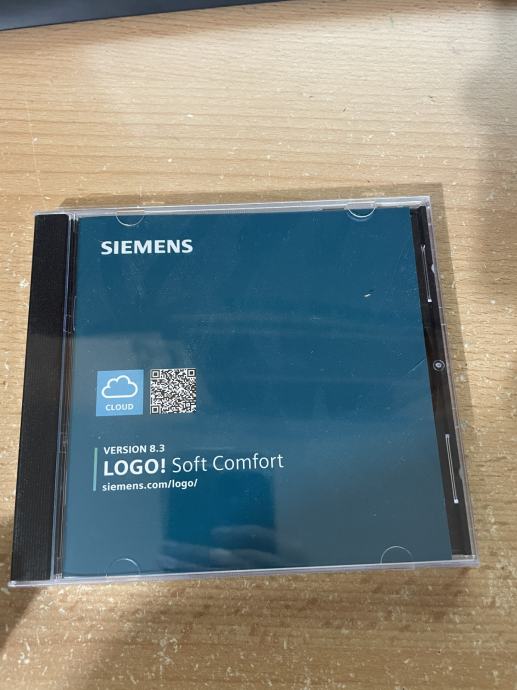 SIEMENS
CLOUD
VERSION 8.3
LOGO! Soft Comfort
siemens.com/logo/